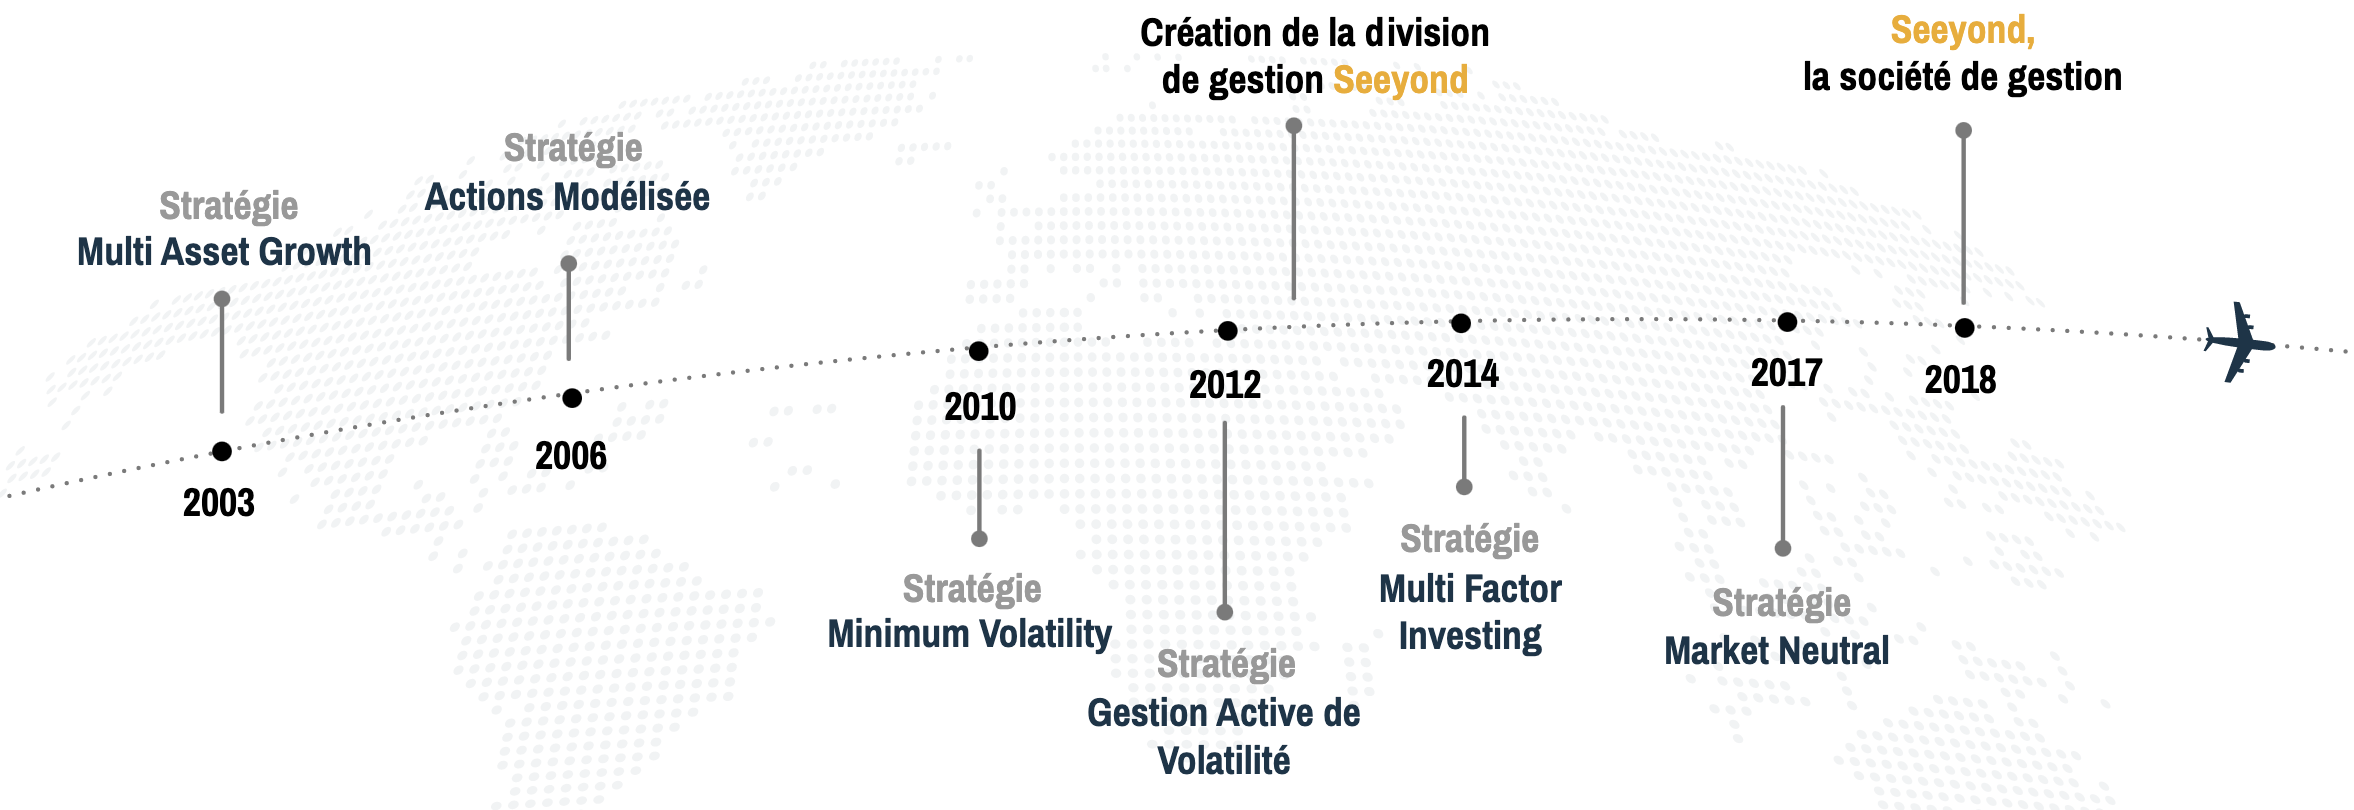 Stratégie
Multi Asset Growth
2003
Stratégie
Actions Modélisée
2006
2010
Stratégie
Minimum Volatility
Création de la division
de gestion Seeyond
2012
Stratégie
Gestion Active de
Volatilité
2014
Stratégie
Multi Factor
Investing
2017
Stratégie
Market Neutral
Seeyond,
la société de gestion
2018